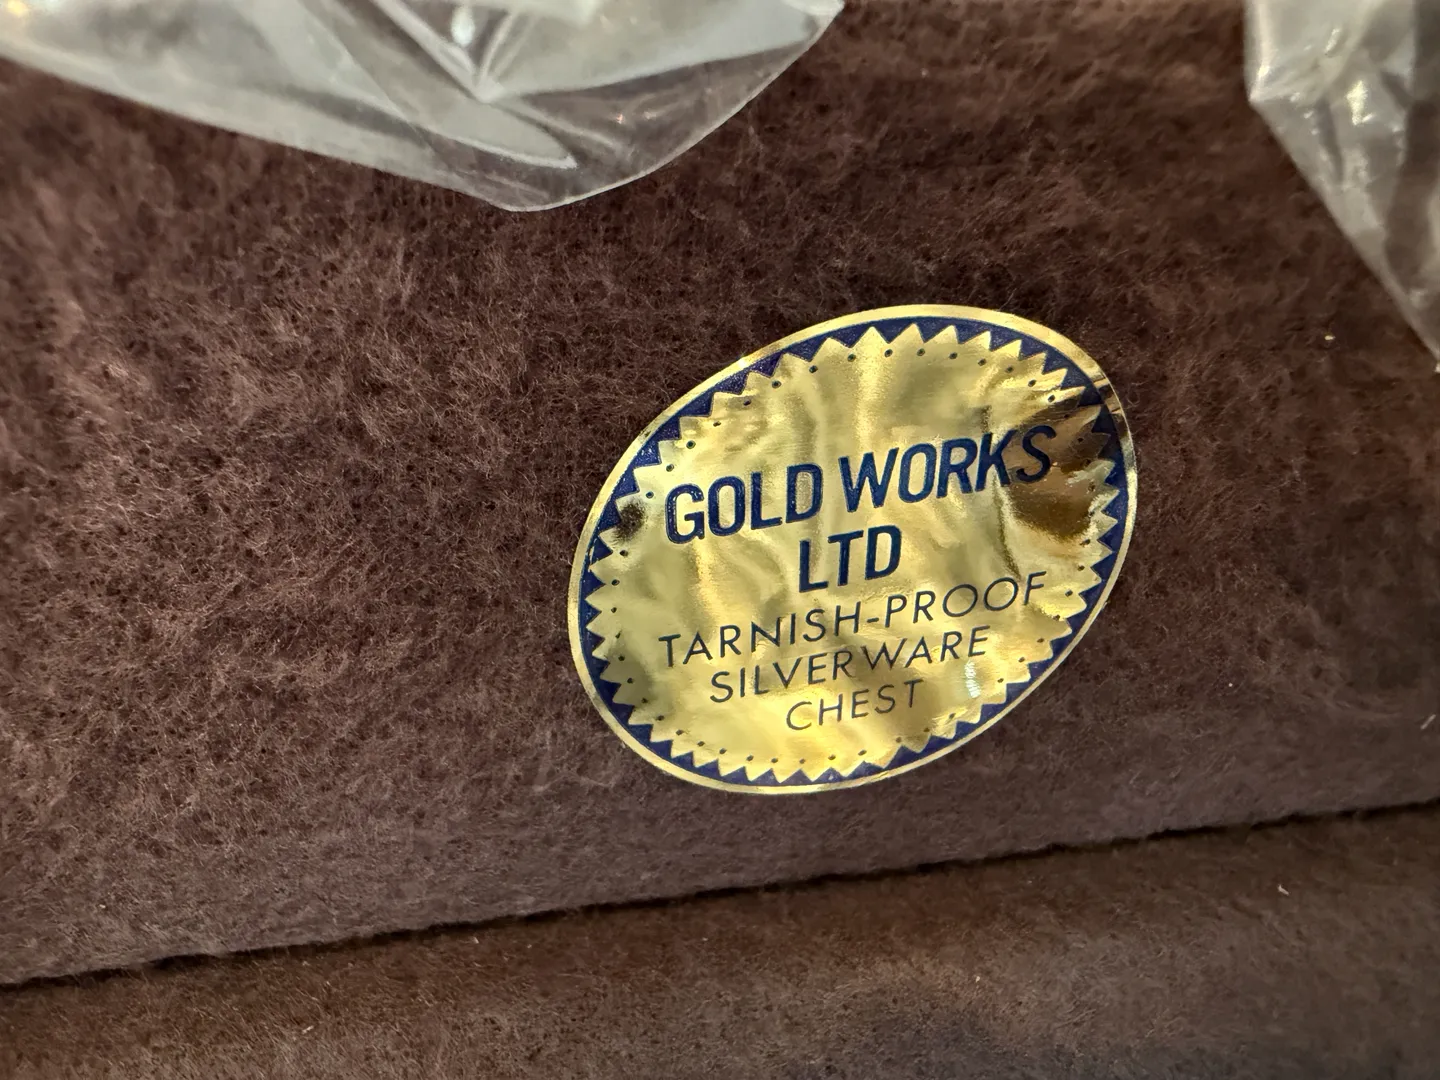 GOLD WORKS
LTD
TARNISH-PROOF
SILVERWARE
CHEST